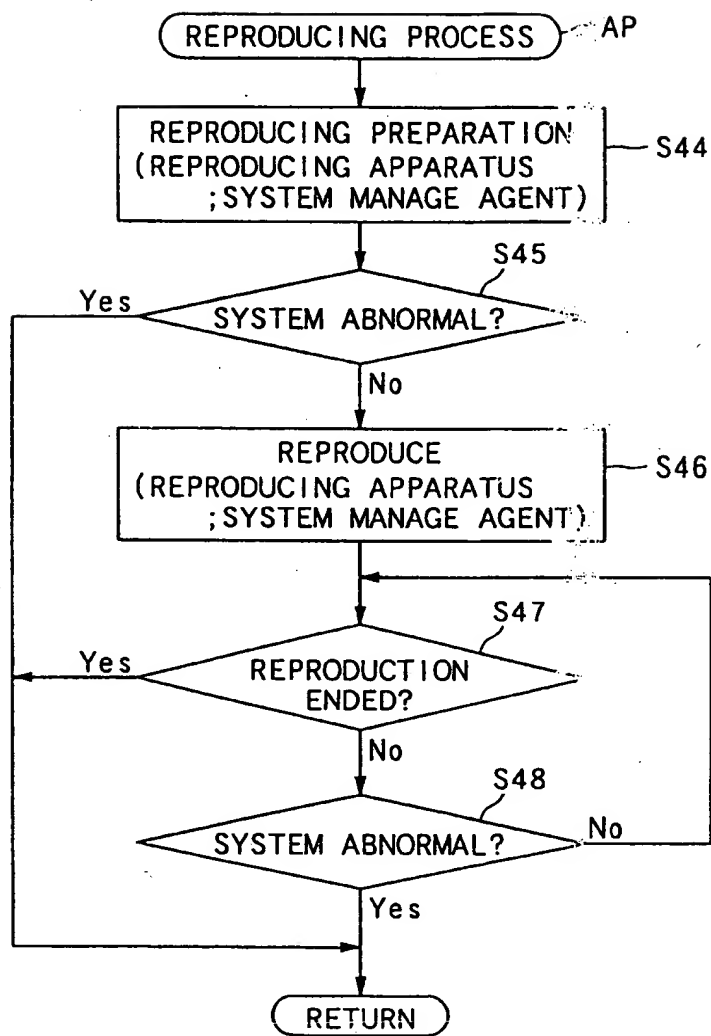 REPRODUCING PROCESS AP
REPRODUCING PREPARATION
(REPRODUCING APPARATUS
;SYSTEM MANAGE AGENT)
S44
S45
Yes
SYSTEM ABNORMAL?
No
REPRODUCE
(REPRODUCING APPARATUS
;SYSTEM MANAGE AGENT)
S46
S47
Yes
REPRODUCTION
ENDED?
No
S48
SYSTEM ABNORMAL?
No
Yes
RETURN